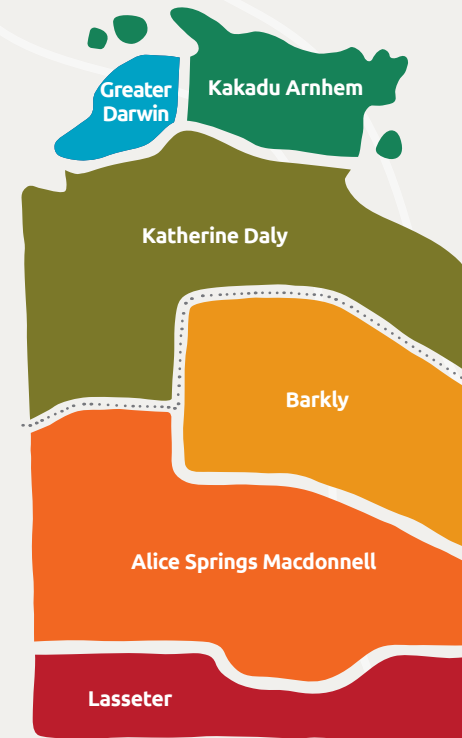 Greater
Darwin
Kakadu Arnhem
Katherine Daly
Barkly
Alice Springs Macdonnell
Lasseter